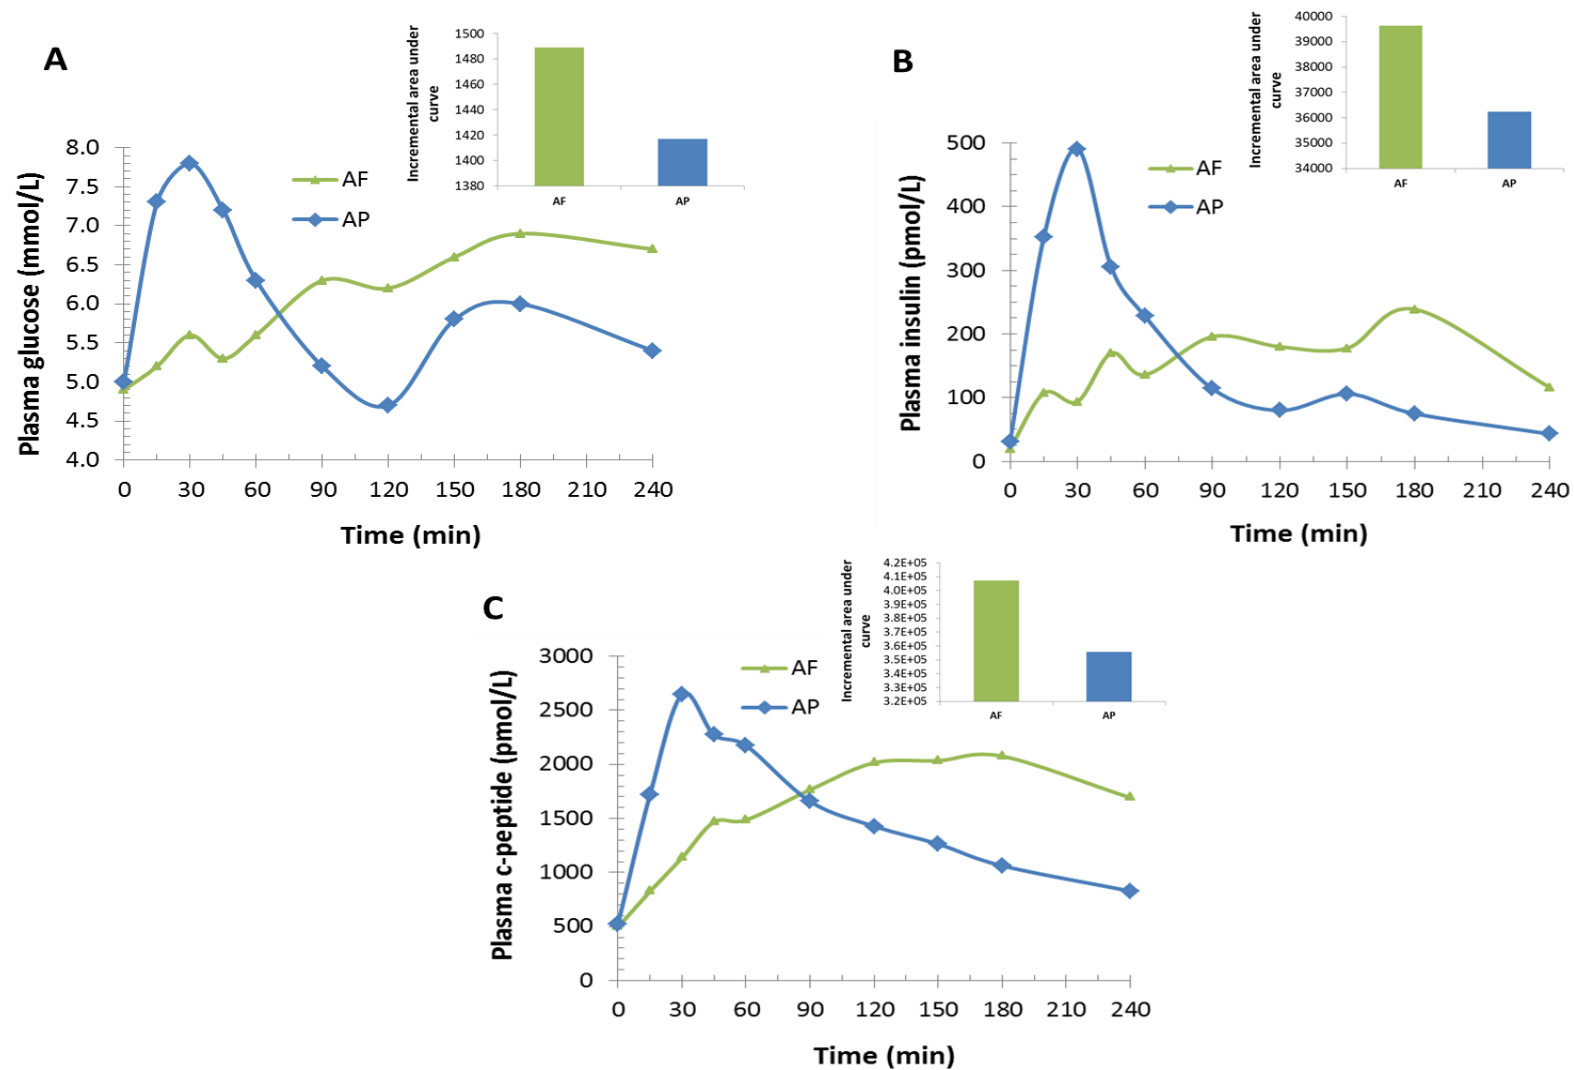 A
Incremental area under
curve
1500
1480
1460
1440
1420
1400
1380
AF
AP
Plasma glucose (mmol/L)
8.0
7.5
7.0
6.5
6.0
5.5
5.0
4.5
4.0
AF
AP
0 30 60 90 120 150 180 210 240
Time (min)
B
Incremental area under
curve
40000
39000
38000
37000
36000
35000
34000
AF
AP
Plasma insulin (pmol/L)
500
400
300
200
100
0
AF
AP
0 30 60 90 120 150 180 210 240
Time (min)
C
Incremental area under
curve
4.2E+05
4.1E+05
4.0E+05
3.9E+05
3.8E+05
3.7E+05
3.6E+05
3.5E+05
3.4E+05
3.3E+05
3.2E+05
AF
AP
Plasma c-peptide (pmol/L)
3000
2500
2000
1500
1000
500
0
AF
AP
0 30 60 90 120 150 180 210 240
Time (min)